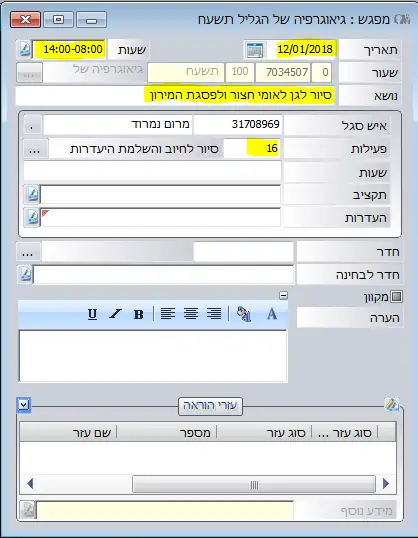 מפגש : גיאוגרפיה של הגליל תשעח
תאריך 12/01/2018 שעות 14:00-08:00
שעור 0 7034507 100 תשעח גיאוגרפיה של ...
נושא סיור לגן לאומי חצור ולפסגת המירון
איש סגל 31708969 מרום נמרוד .
פעילות 16 סיור לחיוב והשלמת היעדרות ...
שעות
תקציב
העדרות
חדר ...
חדר לבחינה
מקוון
הערה
U I B A
עזרי הוראה
סוג עזר ... סוג עזר מספר שם עזר
מידע נוסף